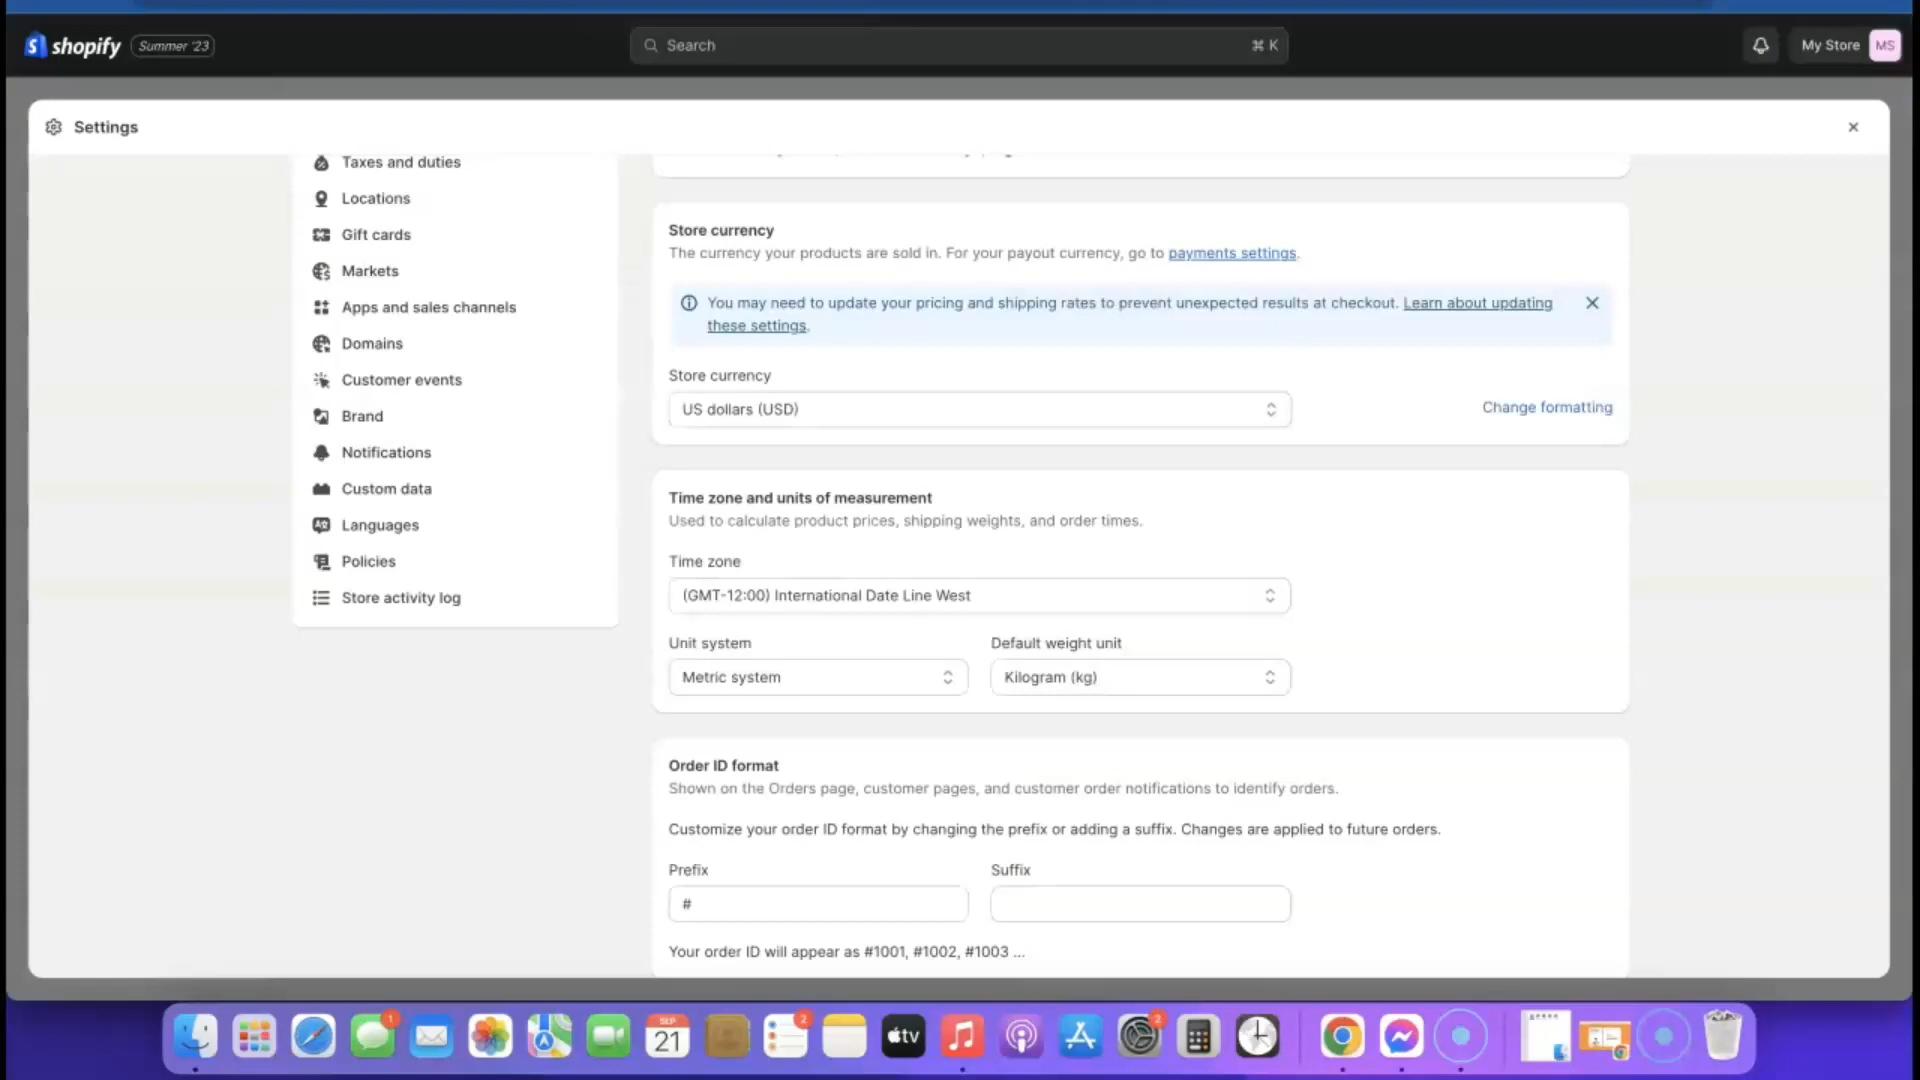 shopify
Summer '23
Search
⌘ K
My Store
MS
Settings
Taxes and duties
Locations
Gift cards
Markets
Apps and sales channels
Domains
Customer events
Brand
Notifications
Custom data
Languages
Policies
Store activity log
Store currency
The currency your products are sold in. For your payout currency, go to payments settings.
You may need to update your pricing and shipping rates to prevent unexpected results at checkout. Learn about updating
these settings.
Store currency
US dollars (USD)
Change formatting
Time zone and units of measurement
Used to calculate product prices, shipping weights, and order times.
Time zone
(GMT-12:00) International Date Line West
Unit system
Default weight unit
Metric system
Kilogram (kg)
Order ID format
Shown on the Orders page, customer pages, and customer order notifications to identify orders.
Customize your order ID format by changing the prefix or adding a suffix. Changes are applied to future orders.
Prefix
Suffix
#
Your order ID will appear as #1001, #1002, #1003 ...
1
SEP
21
2
tv
2